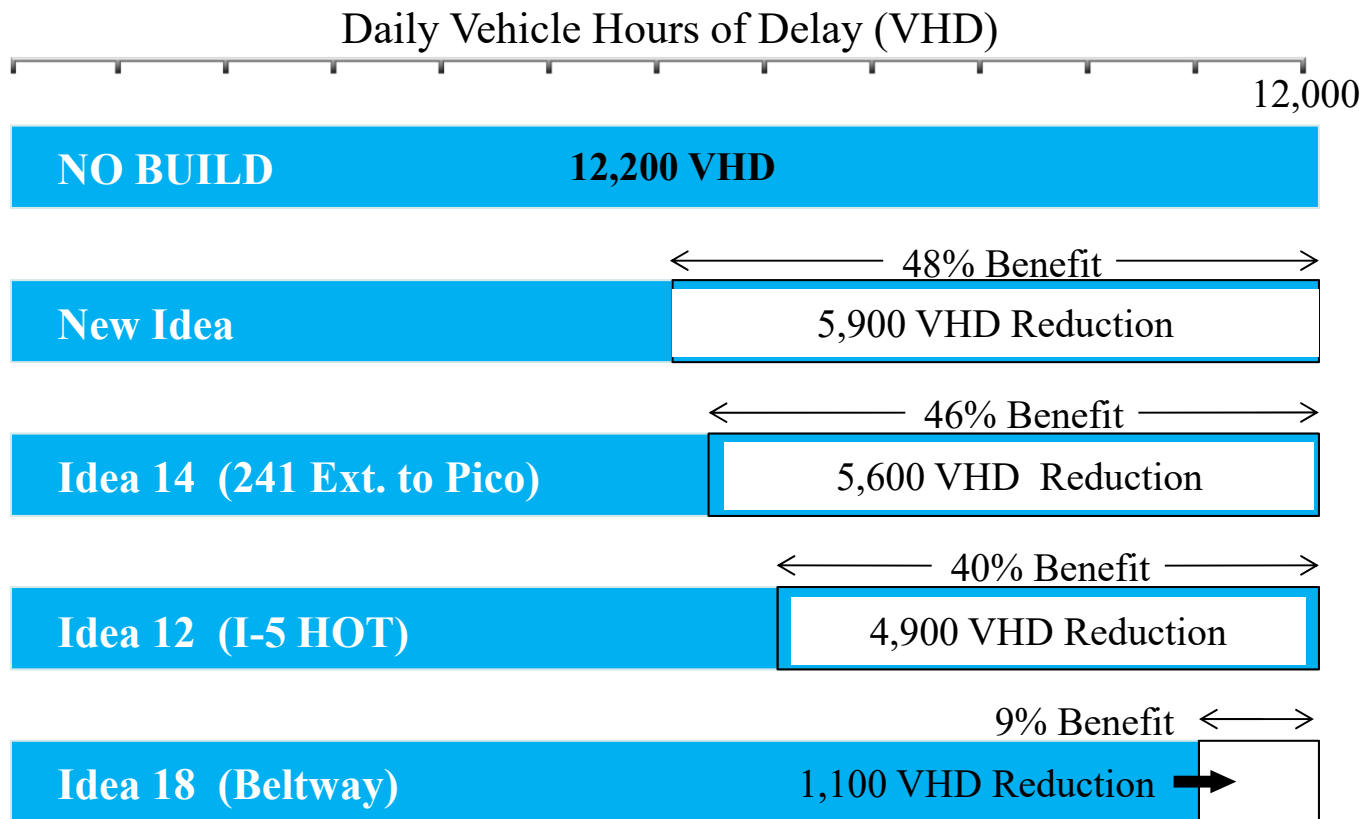 Daily Vehicle Hours of Delay (VHD)
12,000
NO BUILD 12,200 VHD
48% Benefit
New Idea 5,900 VHD Reduction
46% Benefit
Idea 14 (241 Ext. to Pico) 5,600 VHD Reduction
40% Benefit
Idea 12 (I-5 HOT) 4,900 VHD Reduction
9% Benefit
Idea 18 (Beltway) 1,100 VHD Reduction